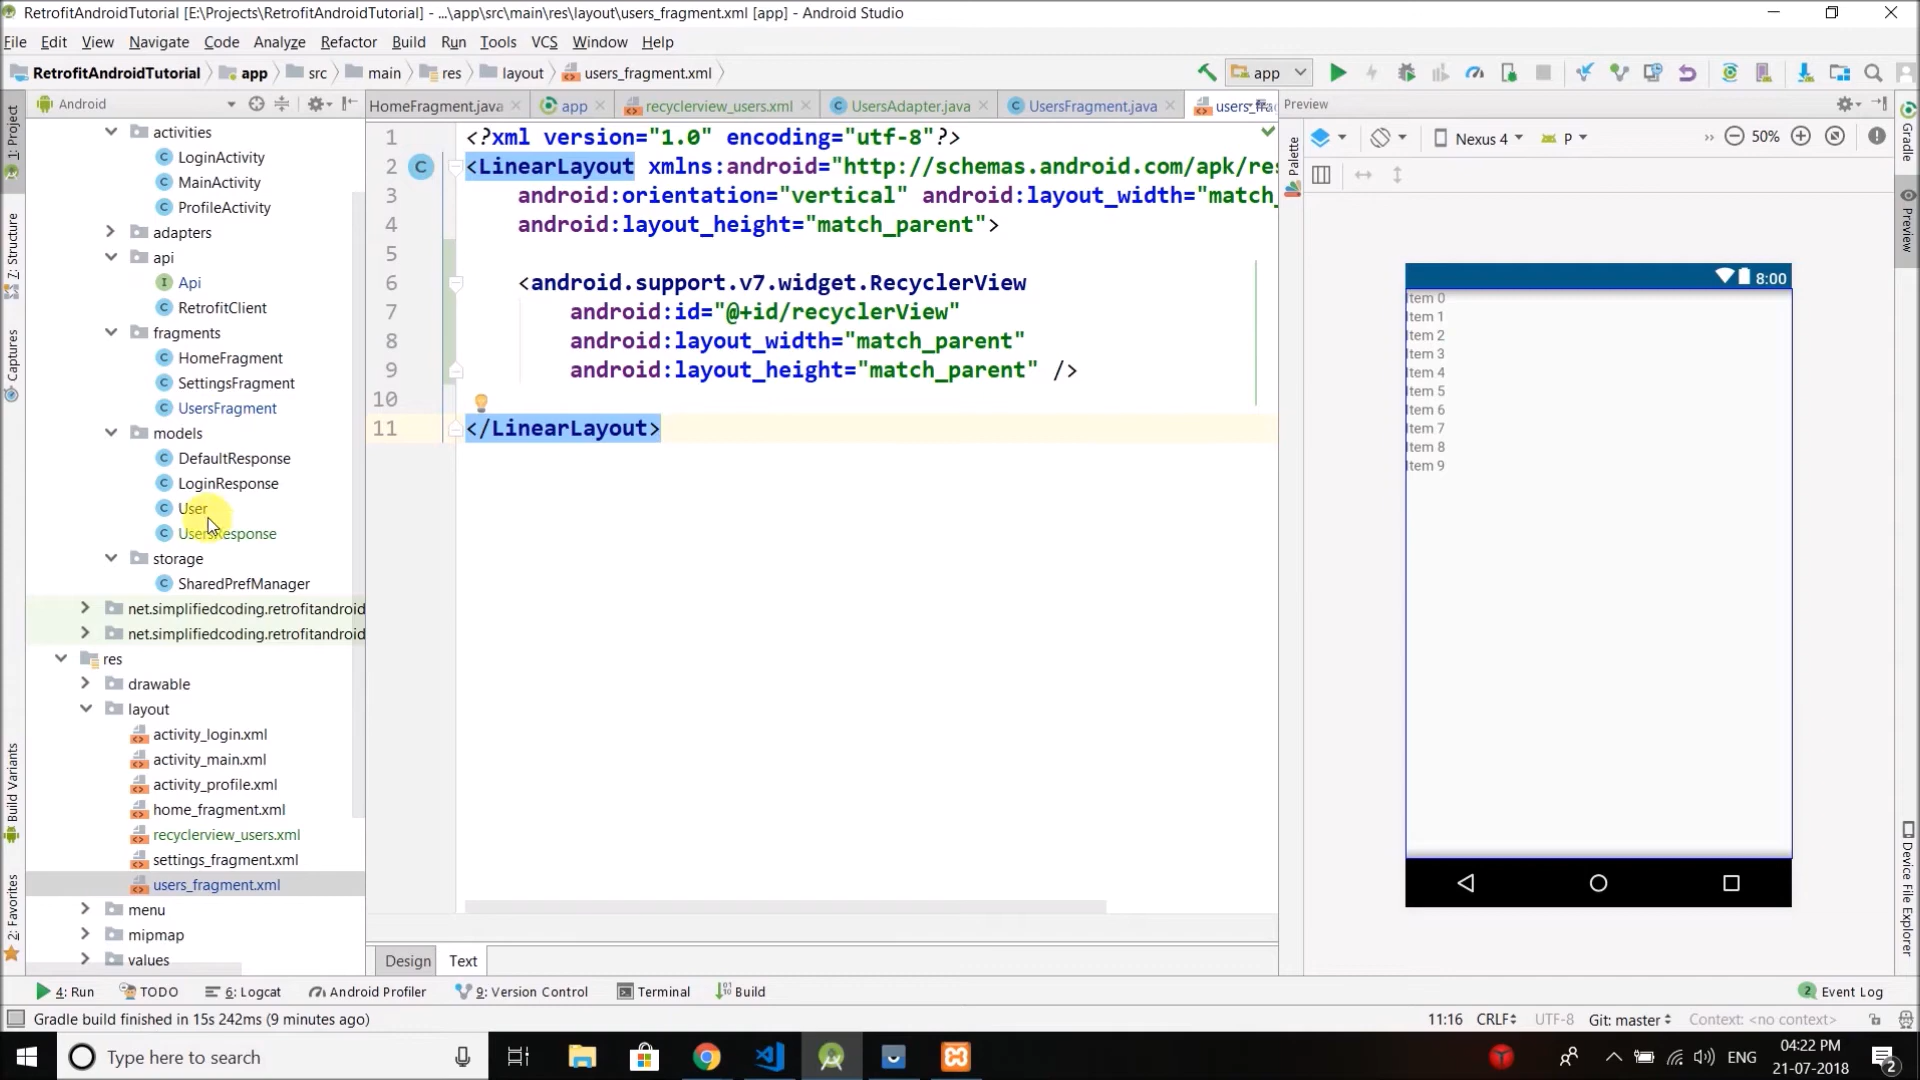 RetrofitAndroidTutorial [E:\Projects\RetrofitAndroidTutorial] - ...\app\src\main\res\layout\users_fragment.xml [app] - Android Studio
File Edit View Navigate Code Analyze Refactor Build Run Tools VCS Window Help
RetrofitAndroidTutorial app src main res layout users_fragment.xml app
Android HomeFragment.java app recyclerview_users.xml UsersAdapter.java UsersFragment.java users_fra Preview
Nexus 4 P 50%
1: Project
7: Structure
Captures
Build Variants
2: Favorites
activities
LoginActivity
MainActivity
ProfileActivity
adapters
api
Api
RetrofitClient
fragments
HomeFragment
SettingsFragment
UsersFragment
models
DefaultResponse
LoginResponse
User
UsersResponse
storage
SharedPrefManager
net.simplifiedcoding.retrofitandroid
net.simplifiedcoding.retrofitandroid
res
drawable
layout
activity_login.xml
activity_main.xml
activity_profile.xml
home_fragment.xml
recyclerview_users.xml
settings_fragment.xml
users_fragment.xml
menu
mipmap
values
1 <?xml version="1.0" encoding="utf-8"?>
2 <LinearLayout xmlns:android="http://schemas.android.com/apk/res
3 android:orientation="vertical" android:layout_width="match_
4 android:layout_height="match_parent">
5
6 <android.support.v7.widget.RecyclerView
7 android:id="@+id/recyclerView"
8 android:layout_width="match_parent"
9 android:layout_height="match_parent" />
10
11 </LinearLayout>
Design Text
Palette
8:00
Item 0
Item 1
Item 2
Item 3
Item 4
Item 5
Item 6
Item 7
Item 8
Item 9
Gradle
Preview
Device File Explorer
4: Run TODO 6: Logcat Android Profiler 9: Version Control Terminal Build 2 Event Log
Gradle build finished in 15s 242ms (9 minutes ago) 11:16 CRLF UTF-8 Git: master Context: <no context>
Type here to search ENG 04:22 PM
21-07-2018 2